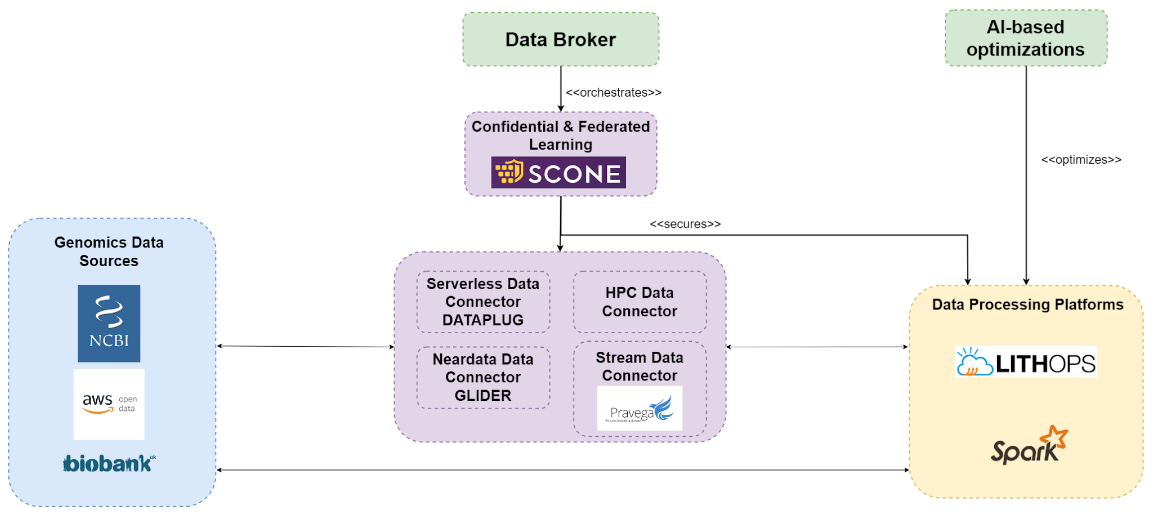 Data Broker
AI-based
optimizations
<<orchestrates>>
Confidential & Federated
Learning
SCONE
<<optimizes>>
<<secures>>
Genomics Data
Sources
NCBI
aws open
data
biobank uk
Serverless Data
Connector
DATAPLUG
HPC Data
Connector
Neardata Data
Connector
GLIDER
Stream Data
Connector
Pravega
Data Processing Platforms
LITHOPS
Spark